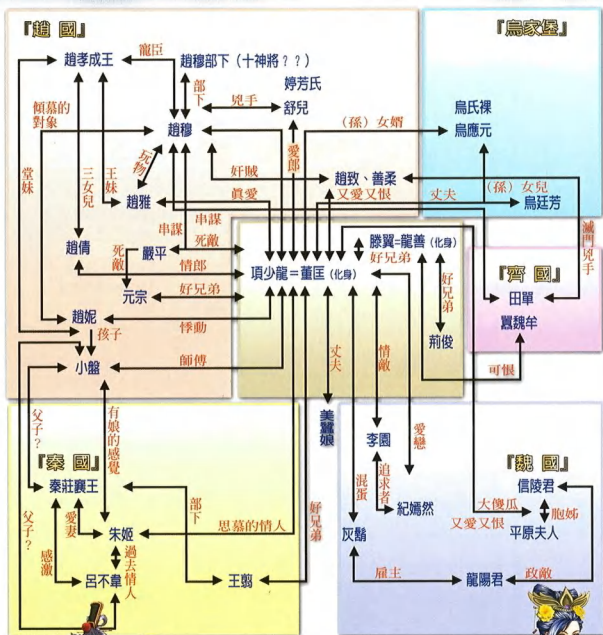 『趙 國』
『烏家堡』
趙孝成王
寵臣
趙穆部下（十神將？？）
婷芳氏
部下
兇手
舒兒
烏氏裸
烏應元
傾慕的對象
趙穆
（孫）女婿
堂妹
三女兒
王妹
玩物
愛郎
奸賊
趙致、善柔
（孫）女兒
趙雅
真愛
又愛又恨
丈夫
烏廷芳
滅門兇手
串謀
串謀
死敵
滕翼=龍善（化身）
趙倩
嚴平
死敵
情郎
項少龍=董匡（化身）
好兄弟
好兄弟
『齊 國』
田單
囂魏牟
元宗
好兄弟
荊俊
趙妮
孩子
悸動
可恨
小盤
師傅
丈夫
情敵
美蠶娘
愛戀
『秦 國』
『魏 國』
父子？
有娘的感覺
李園
信陵君
秦莊襄王
追求者
大傻瓜
胞姊
紀嫣然
又愛又恨
平原夫人
部下
好兄弟
混蛋
父子？
愛妻
朱姬
思慕的情人
灰鬍
感激
過去情人
呂不韋
王翦
雇主
龍陽君
政敵